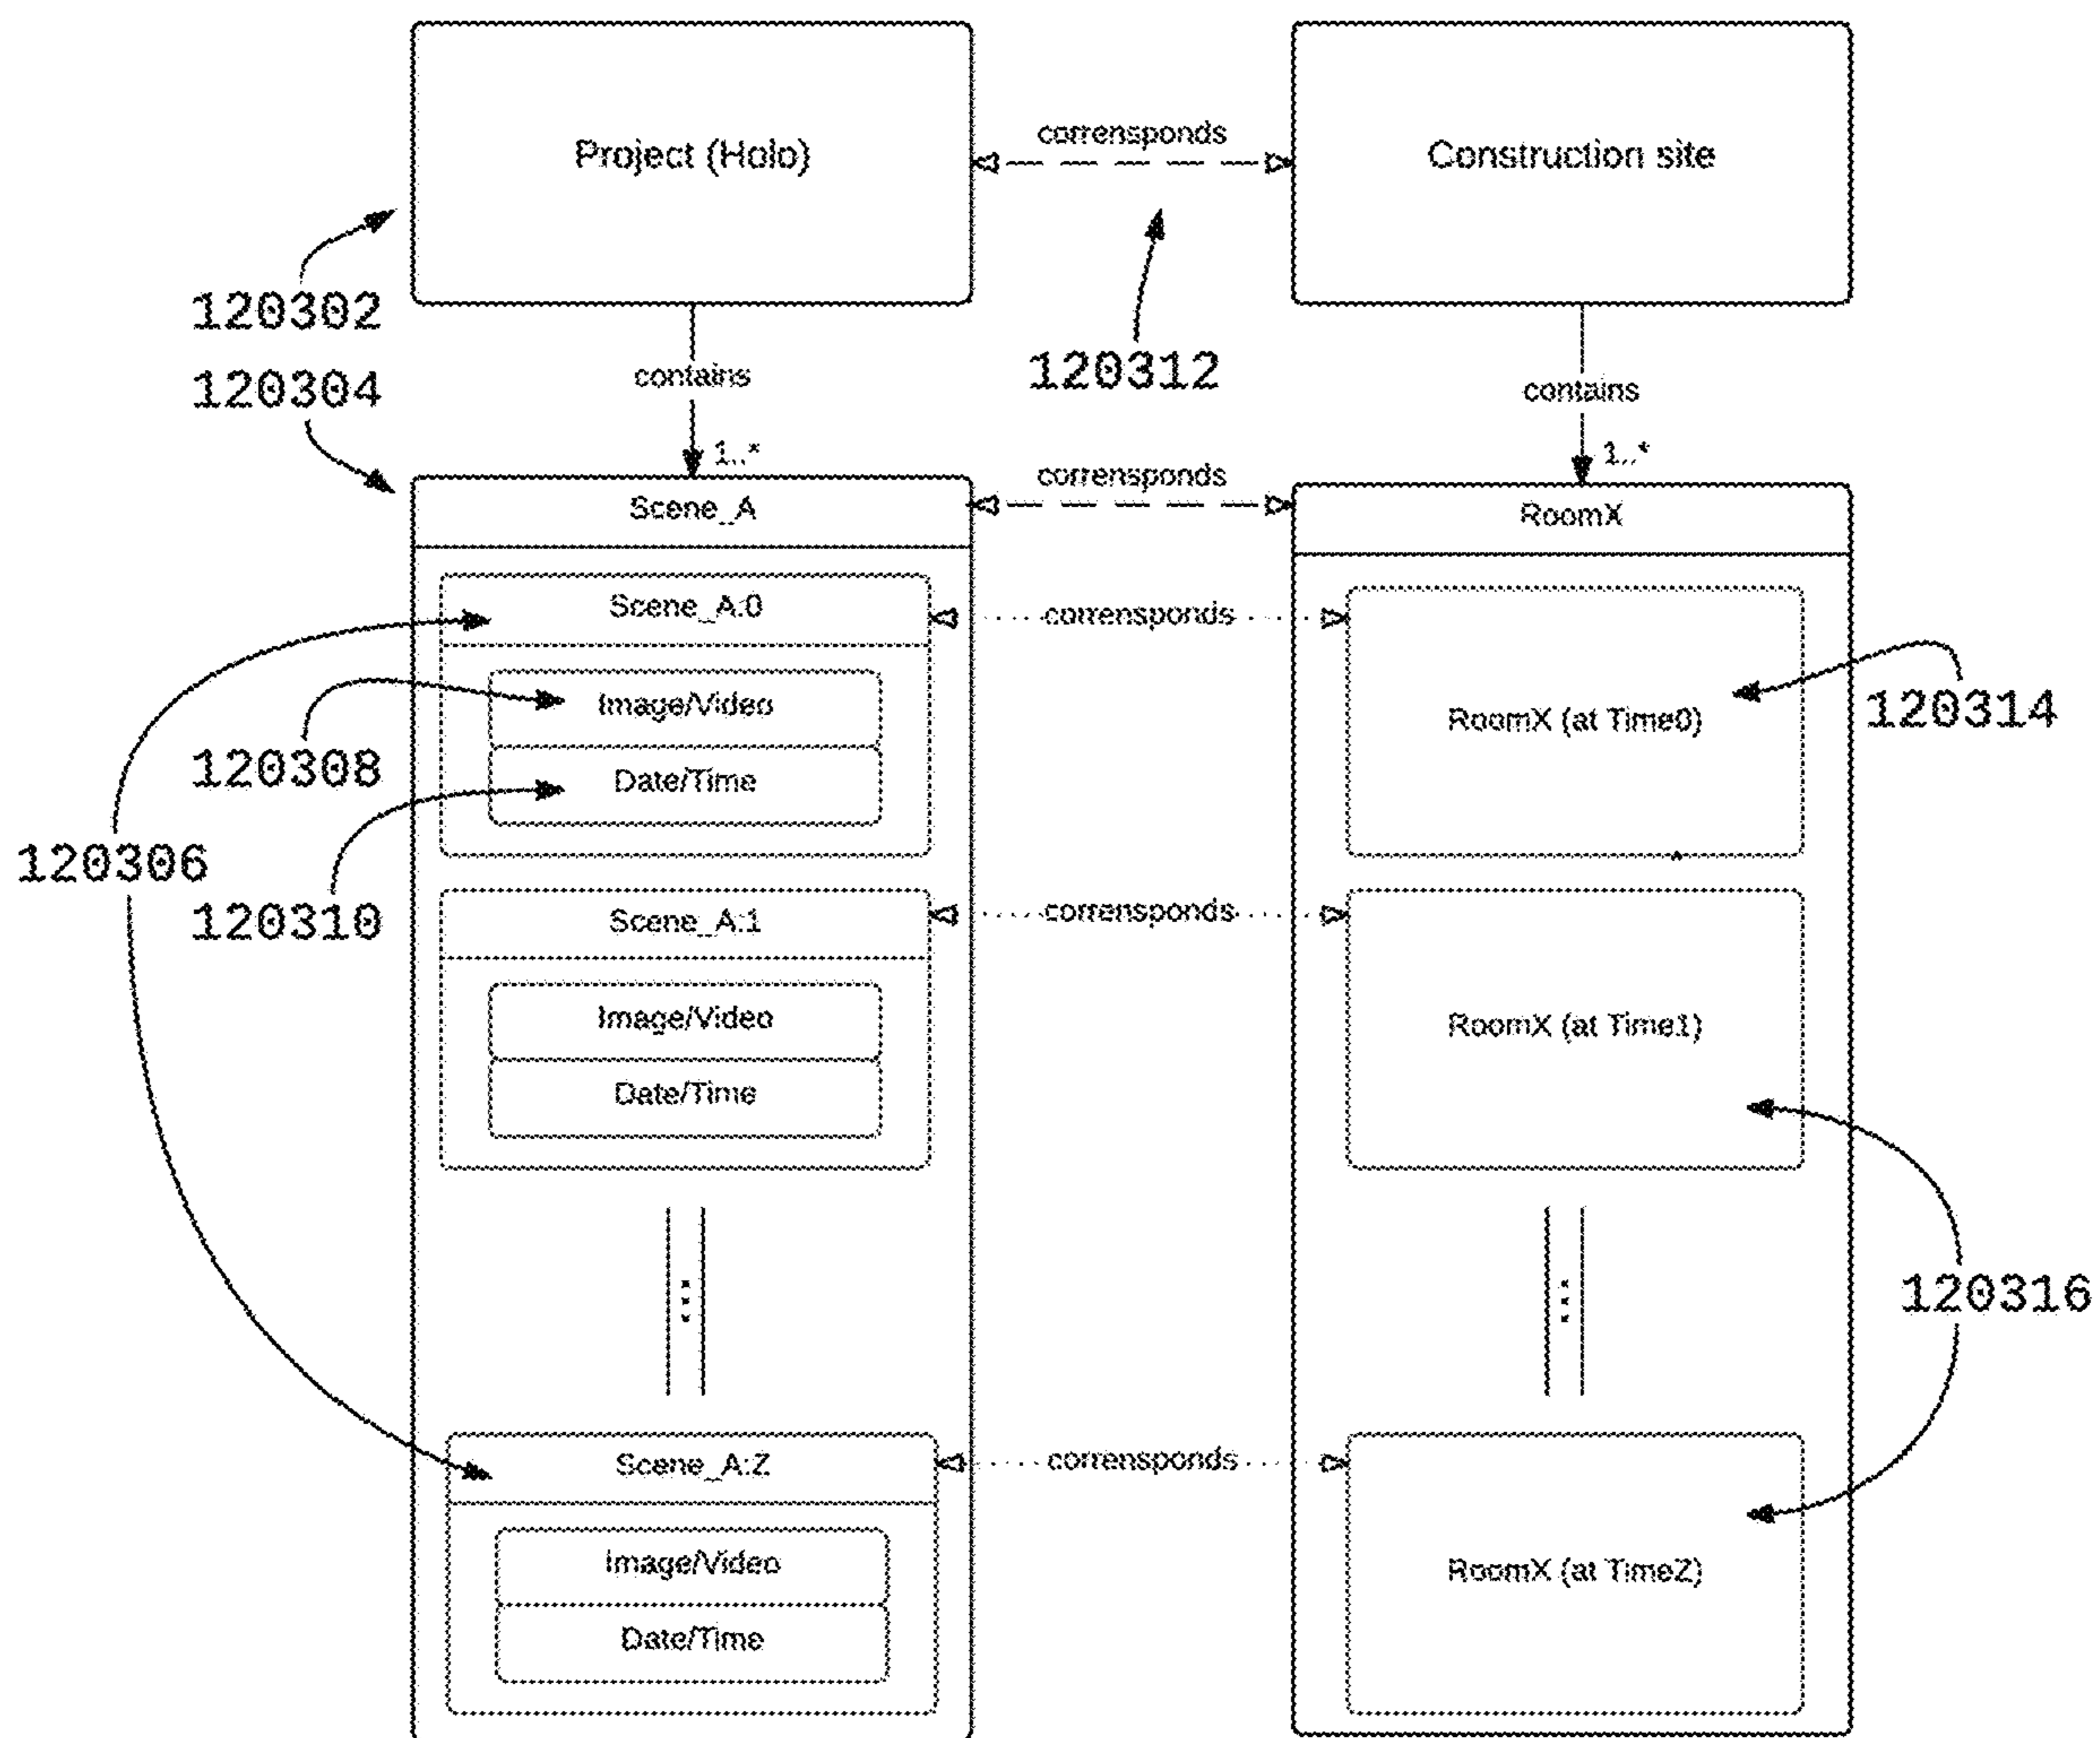 Project (Holo)
corrensponds
Construction site
120302
120312
120304
contains
contains
1..*
1..*
corrensponds
Scene_A
RoomX
Scene_A:0
corrensponds
Image/Video
RoomX (at Time0)
120314
120308
Date/Time
120306
120310
Scene_A:1
corrensponds
Image/Video
RoomX (at Time1)
Date/Time
120316
Scene_A:Z
corrensponds
Image/Video
RoomX (at TimeZ)
Date/Time